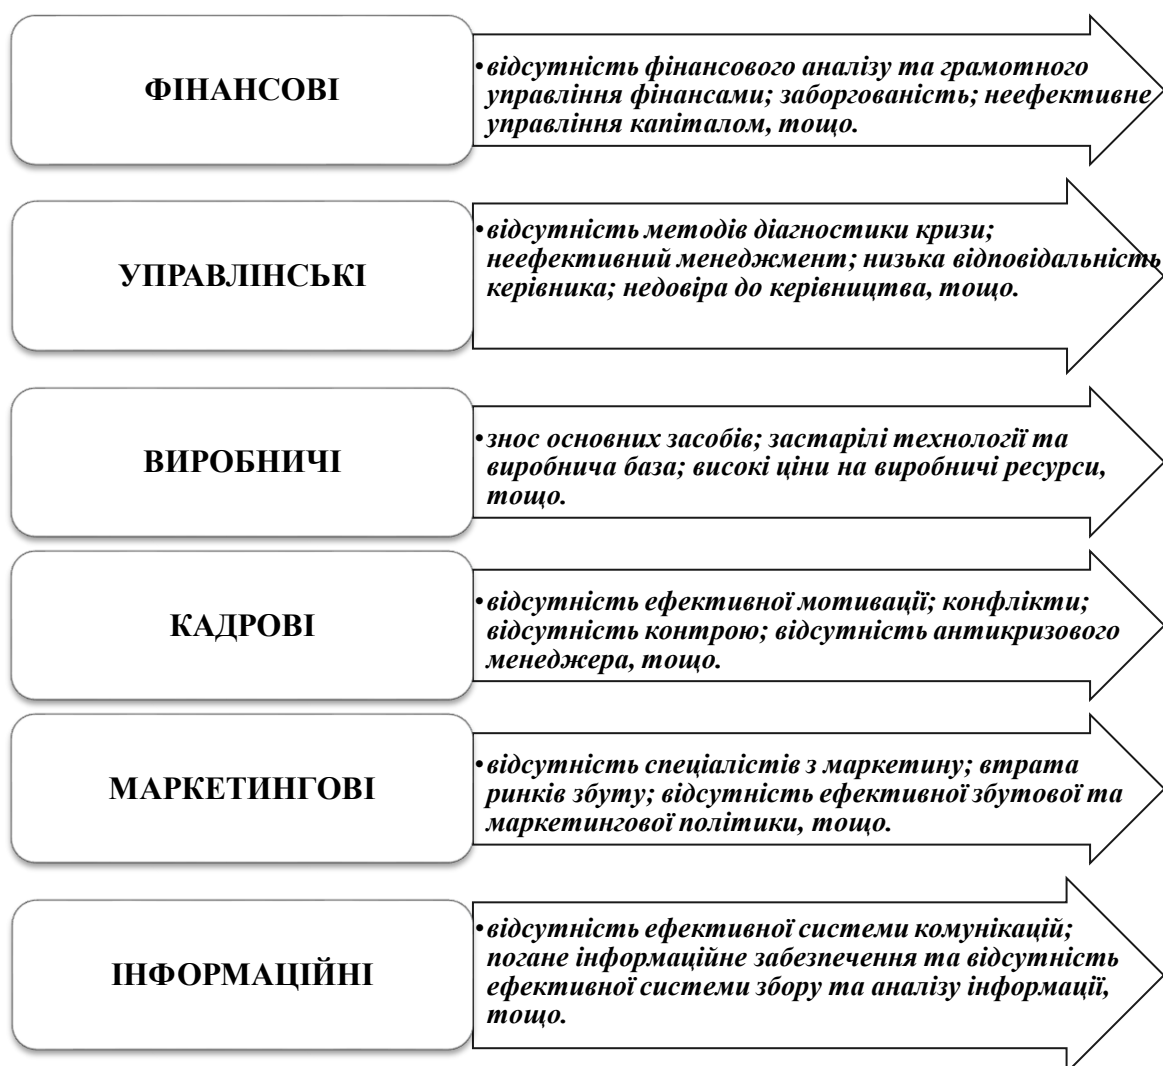 ФІНАНСОВІ
•відсутність фінансового аналізу та грамотного
управління фінансами; заборгованість; неефективне
управління капіталом, тощо.
УПРАВЛІНСЬКІ
•відсутність методів діагностики кризи;
неефективний менеджмент; низька відповідальність
керівника; недовіра до керівництва, тощо.
ВИРОБНИЧІ
•знос основних засобів; застарілі технології та
виробнича база; високі ціни на виробничі ресурси,
тощо.
КАДРОВІ
•відсутність ефективної мотивації; конфлікти;
відсутність контрою; відсутність антикризового
менеджера, тощо.
МАРКЕТИНГОВІ
•відсутність спеціалістів з маркетину; втрата
ринків збуту; відсутність ефективної збутової та
маркетингової політики, тощо.
ІНФОРМАЦІЙНІ
•відсутність ефективної системи комунікацій;
погане інформаційне забезпечення та відсутність
ефективної системи збору та аналізу інформації,
тощо.